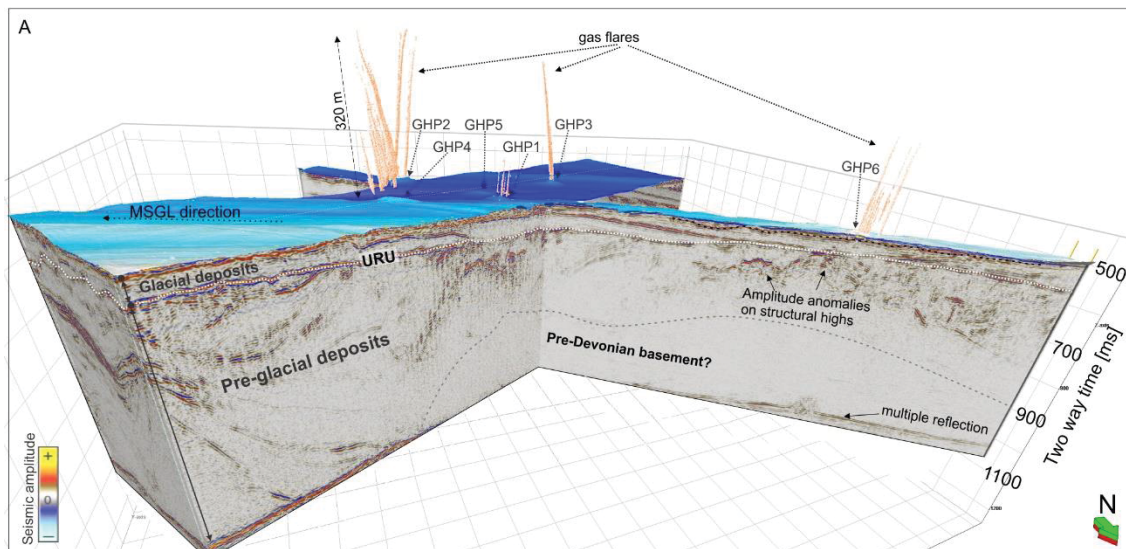 A
gas flares
320 m
GHP2
GHP5
GHP3
GHP4
GHP1
GHP6
MSGL direction
Glacial deposits
URU
500
Amplitude anomalies
on structural highs
700
Pre-glacial deposits
Pre-Devonian basement?
900
multiple reflection
1100
Two way time [ms]
Seismic amplitude
+
0
—
N